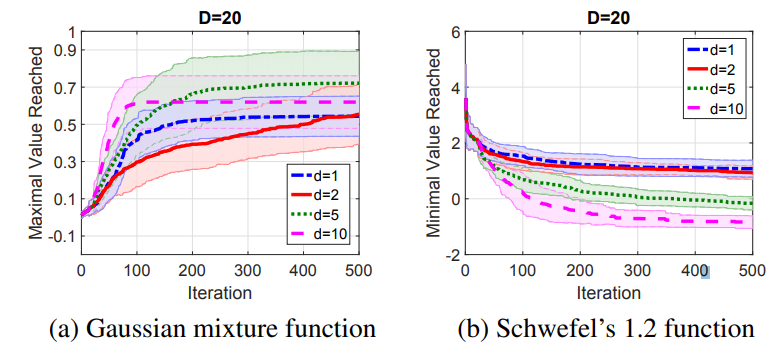 D=20
Maximal Value Reached
1
0.9
0.7
0.5
0.3
0.1
-0.1
0
100
200
300
400
500
Iteration
d=1
d=2
d=5
d=10
(a) Gaussian mixture function
D=20
Minimal Value Reached
6
4
2
0
-2
0
100
200
300
400
500
Iteration
d=1
d=2
d=5
d=10
(b) Schwefel's 1.2 function